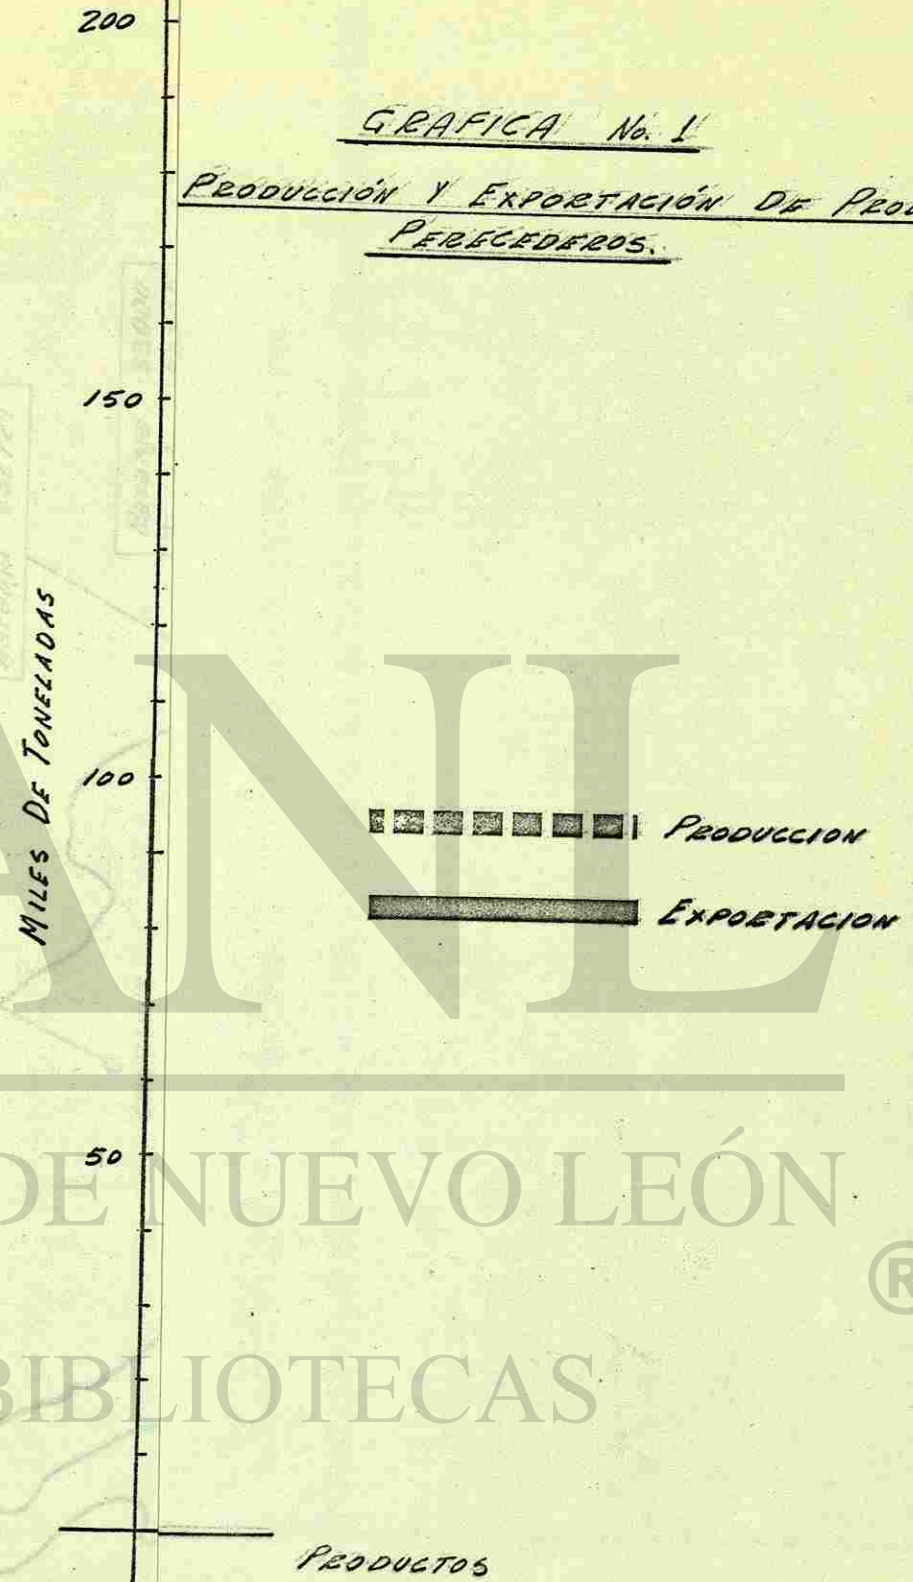 200
GRAFICA No. 1
PRODUCCIÓN Y EXPORTACIÓN DE
PERECEDEROS.
150
MILES DE TONELADAS
100
PRODUCCION
EXPORTACION
ANL
50
DE NUEVO LEÓN
®
BIBLIOTECAS
PRODUCTOS